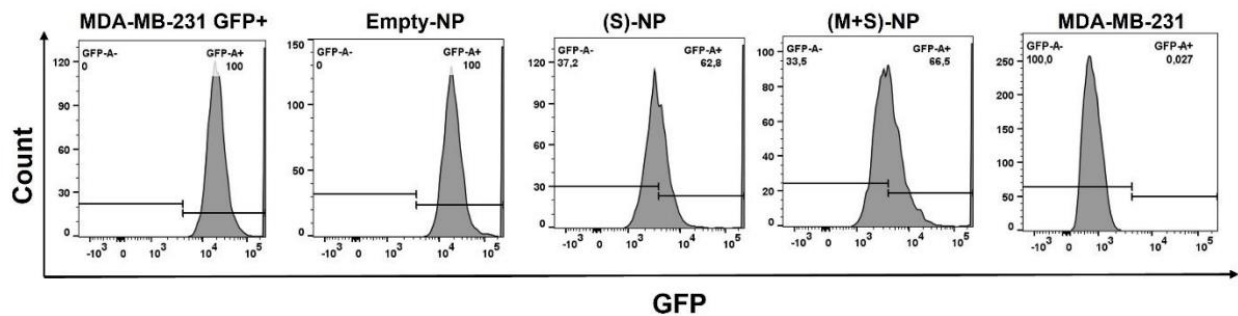 MDA-MB-231 GFP+
Empty-NP
(S)-NP
(M+S)-NP
MDA-MB-231
Count
GFP-A-
0
GFP-A+
100
120
90
60
30
0
-10³ 0 10³ 10⁴ 10⁵
GFP-A-
0
GFP-A+
100
150
100
50
0
-10³ 0 10³ 10⁴ 10⁵
GFP-A-
37,2
GFP-A+
62,8
120
90
60
30
0
-10³ 0 10³ 10⁴ 10⁵
GFP-A-
33,5
GFP-A+
66,5
100
80
60
40
20
0
-10³ 0 10³ 10⁴ 10⁵
GFP-A-
100,0
GFP-A+
0,027
250
200
150
100
50
0
-10³ 0 10³ 10⁴ 10⁵
GFP